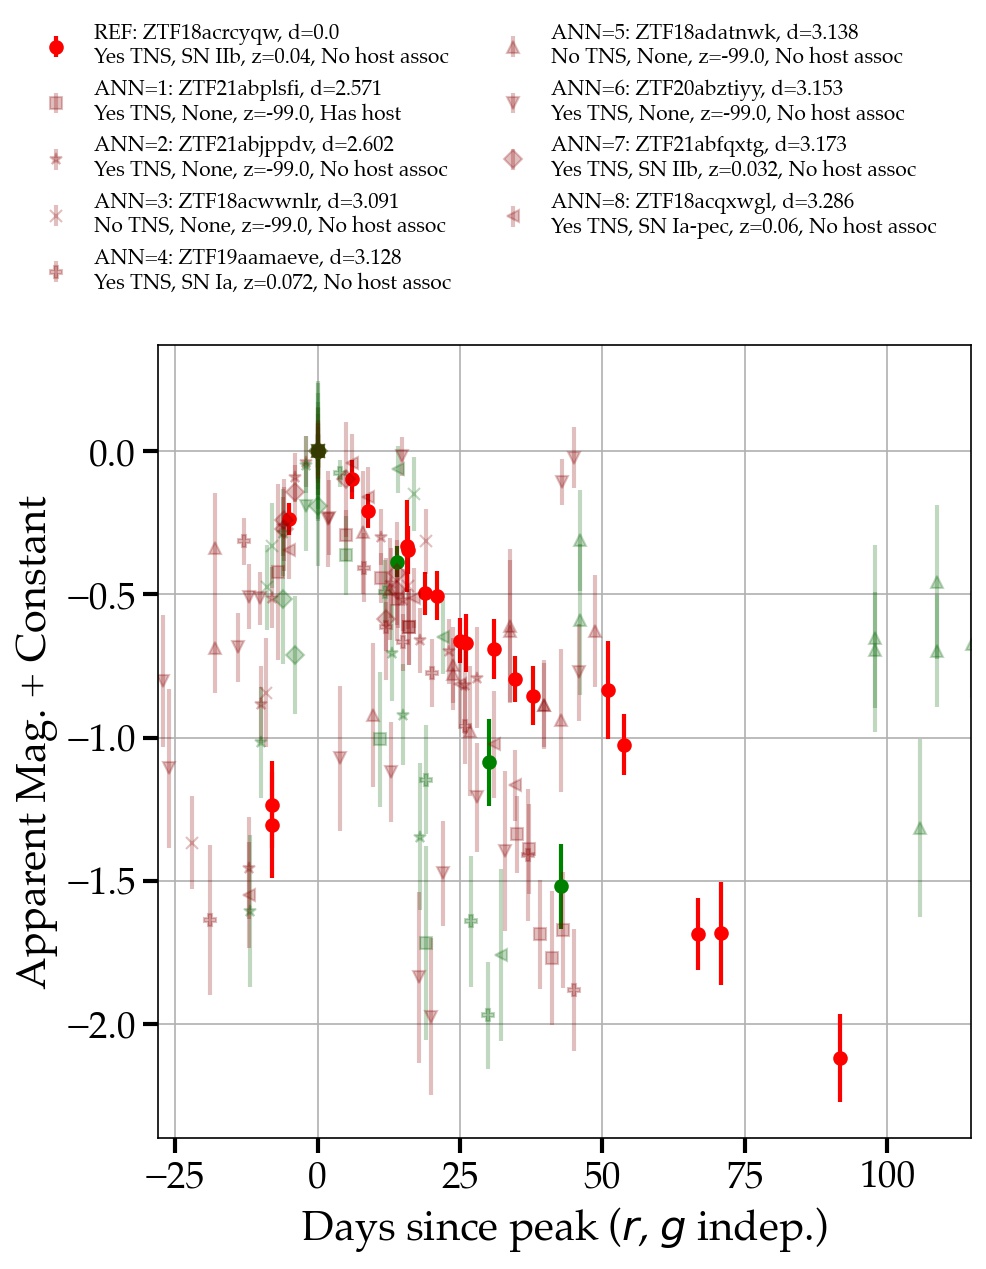 REF: ZTF18acrcyqw, d=0.0
Yes TNS, SN IIb, z=0.04, No host assoc
ANN=1: ZTF21abplsfi, d=2.571
Yes TNS, None, z=-99.0, Has host
ANN=2: ZTF21abjppdv, d=2.602
Yes TNS, None, z=-99.0, No host assoc
ANN=3: ZTF18acwwnlr, d=3.091
No TNS, None, z=-99.0, No host assoc
ANN=4: ZTF19aamaeve, d=3.128
Yes TNS, SN Ia, z=0.072, No host assoc
ANN=5: ZTF18adatnwk, d=3.138
No TNS, None, z=-99.0, No host assoc
ANN=6: ZTF20abztiyy, d=3.153
Yes TNS, None, z=-99.0, No host assoc
ANN=7: ZTF21abfqxtg, d=3.173
Yes TNS, SN IIb, z=0.032, No host assoc
ANN=8: ZTF18acqxwgl, d=3.286
Yes TNS, SN Ia-pec, z=0.06, No host assoc
Apparent Mag. + Constant
0.0
−0.5
−1.0
−1.5
−2.0
−25 0 25 50 75 100
Days since peak (r, g indep.)